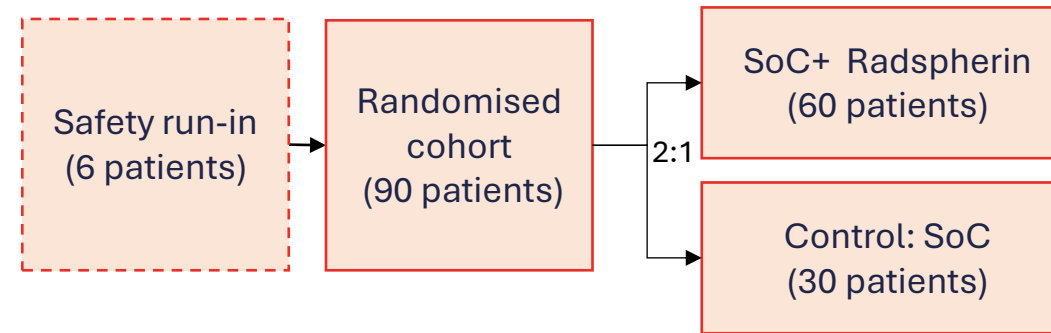 Safety run-in
(6 patients)
Randomised
cohort
(90 patients)
2:1
SoC+ Radspherin
(60 patients)
Control: SoC
(30 patients)